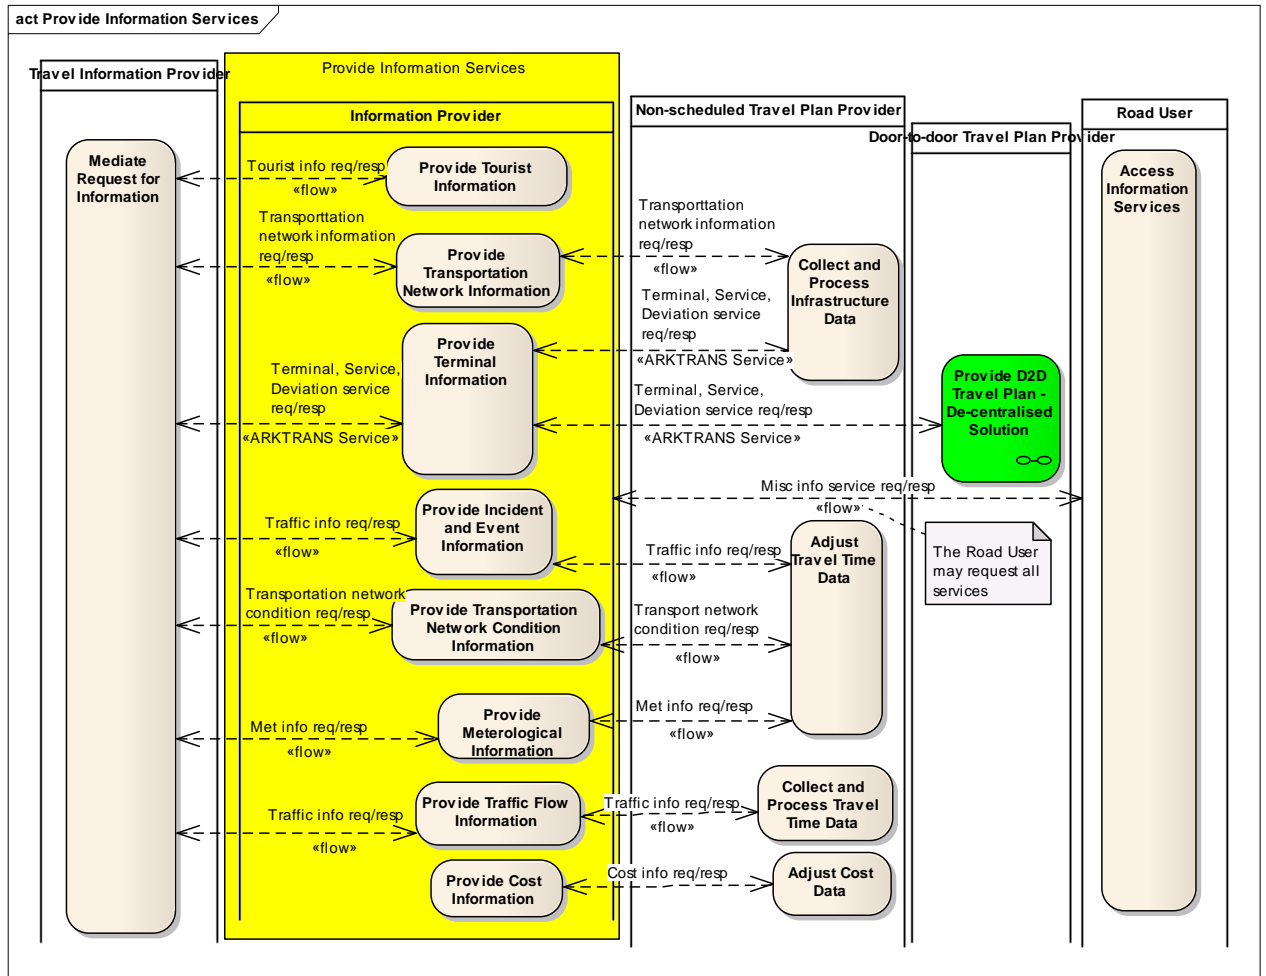 act Provide Information Services
Travel Information Provider
Provide Information Services
Information Provider
Non-scheduled Travel Plan Provider
Door-to-door Travel Plan Provider
Road User
Mediate
Request for
Information
Tourist info req/resp
«flow»
Provide Tourist
Information
Access
Information
Services
Transporttation
network information
req/resp
«flow»
Provide
Transportation
Network Information
Transporttation
network information
req/resp
«flow»
Collect and
Process
Infrastructure
Data
Terminal, Service,
Deviation service
req/resp
«ARKTRANS Service»
Provide
Terminal
Information
Terminal, Service,
Deviation service
req/resp
«ARKTRANS Service»
Terminal, Service,
Deviation service req/resp
«ARKTRANS Service»
Provide D2D
Travel Plan -
De-centralised
Solution
Misc info service req/resp
«flow»
The Road User
may request all
services
Traffic info req/resp
«flow»
Provide Incident
and Event
Information
Traffic info req/resp
«flow»
Adjust
Travel Time
Data
Transportation network
condition req/resp
«flow»
Provide Transportation
Network Condition
Information
Transport network
condition req/resp
«flow»
Met info req/resp
«flow»
Provide
Meterological
Information
Met info req/resp
«flow»
Traffic info req/resp
«flow»
Provide Traffic Flow
Information
Traffic info req/resp
«flow»
Collect and
Process Travel
Time Data
Provide Cost
Information
Cost info req/resp
Adjust Cost
Data